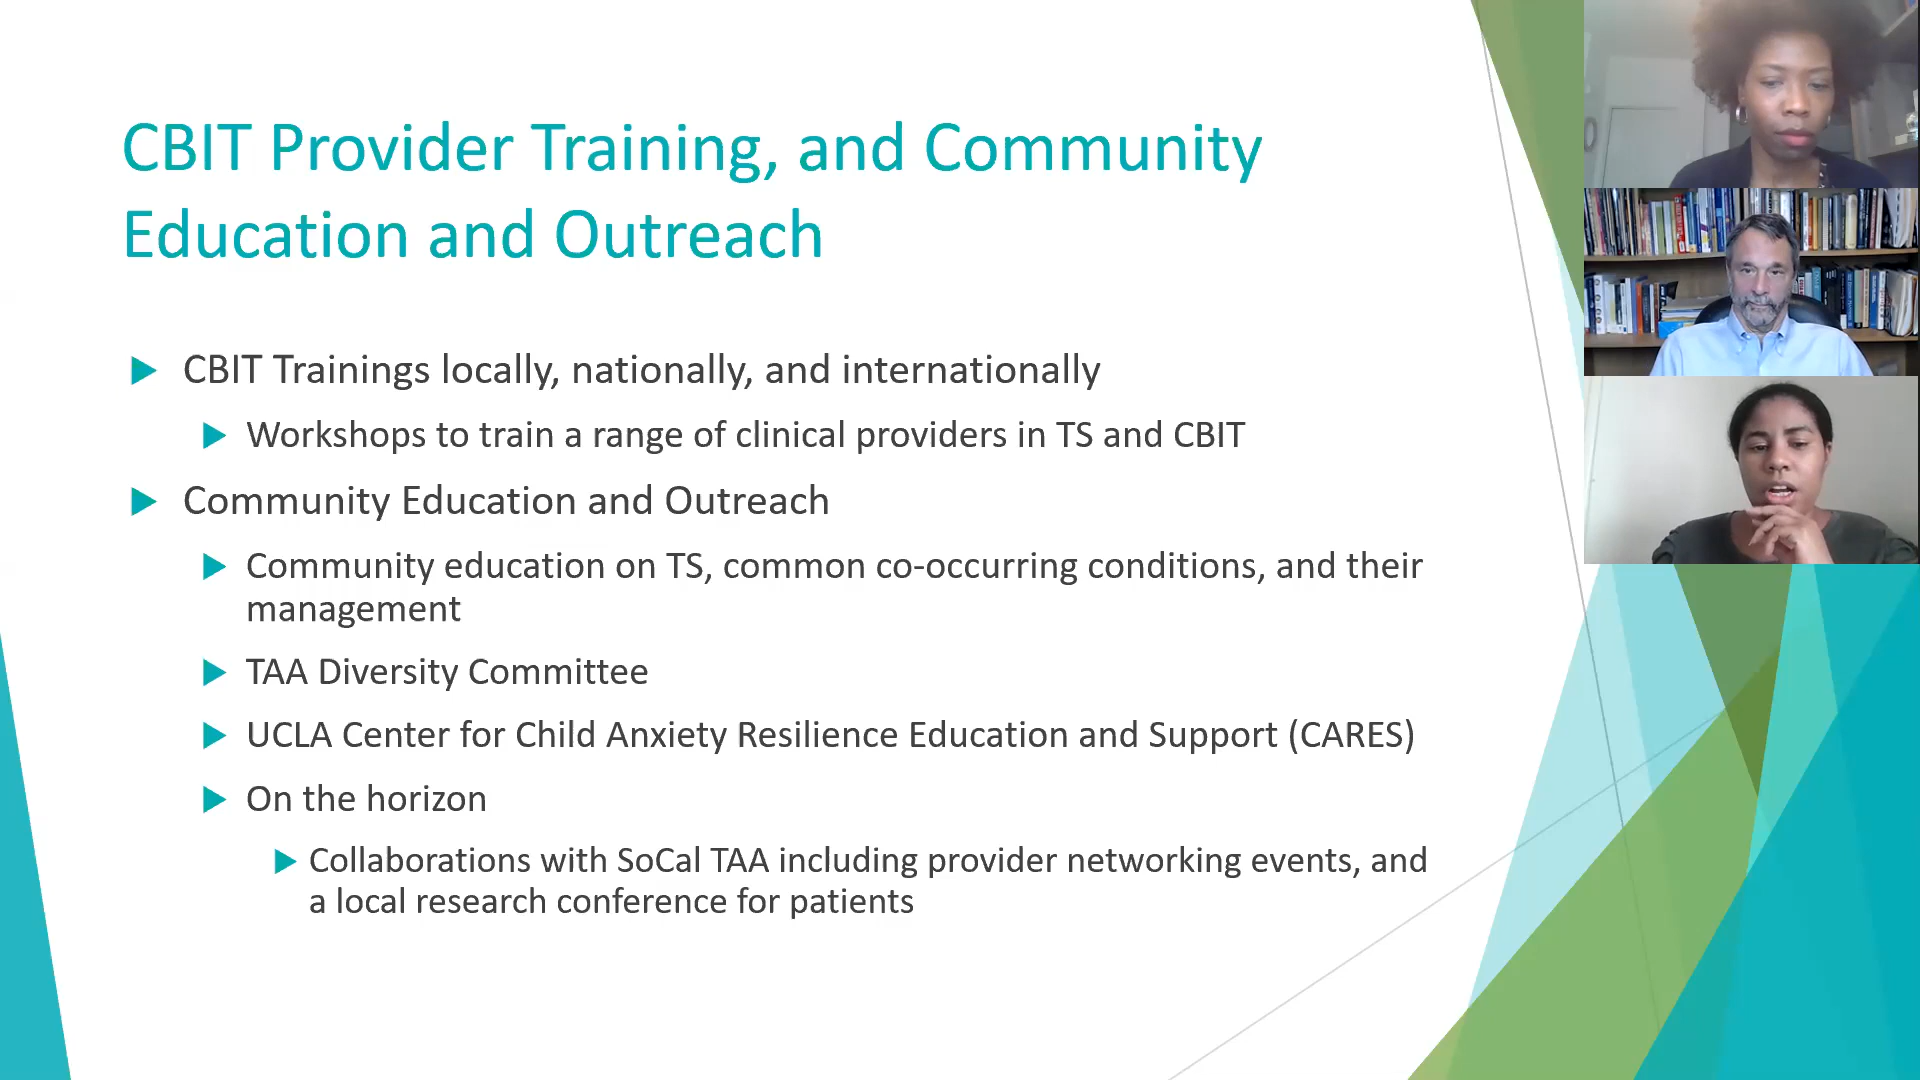 CBIT Provider Training, and Community
Education and Outreach
CBIT Trainings locally, nationally, and internationally
Workshops to train a range of clinical providers in TS and CBIT
Community Education and Outreach
Community education on TS, common co-occurring conditions, and their
management
TAA Diversity Committee
UCLA Center for Child Anxiety Resilience Education and Support (CARES)
On the horizon
Collaborations with SoCal TAA including provider networking events, and
a local research conference for patients